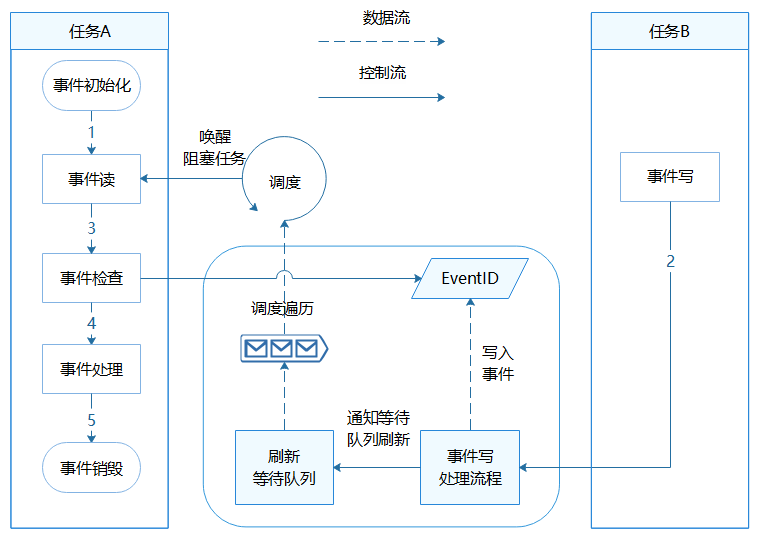 任务A
数据流
任务B
控制流
事件初始化
1
唤醒
阻塞任务
事件读
调度
事件写
3
2
事件检查
EventID
调度遍历
4
写入
事件
事件处理
5
通知等待
队列刷新
刷新
等待队列
事件写
处理流程
事件销毁